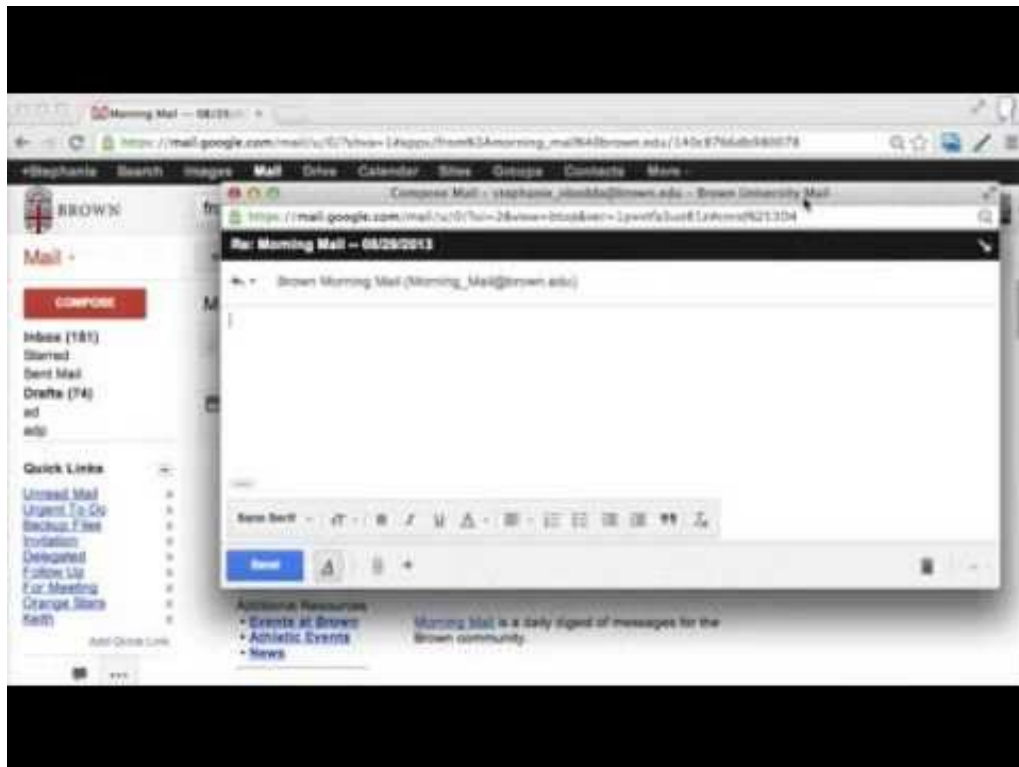 Morning Mail — 08/29/
+Stephanie Search Images Mail Drive Calendar Sites Groups Contacts More
BROWN
Compose Mail - @brown.edu - Brown University Mail
Re: Morning Mail -- 08/29/2013
Brown Morning Mail (Morning_Mail@brown.edu)
Mail
COMPOSE
Inbox (181)
Starred
Sent Mail
Drafts (74)
ed
edp
Quick Links
Unread Mail
Urgent To-Do
Backup Files
Invitation
Delegated
Follow Up
For Meeting
Orange Stars
Keith
Add Quick Link
Sans Serif
Send
Additional Resources
• Events at Brown
• Athletic Events
• News
Morning Mail is a daily digest of messages for the
Brown community.